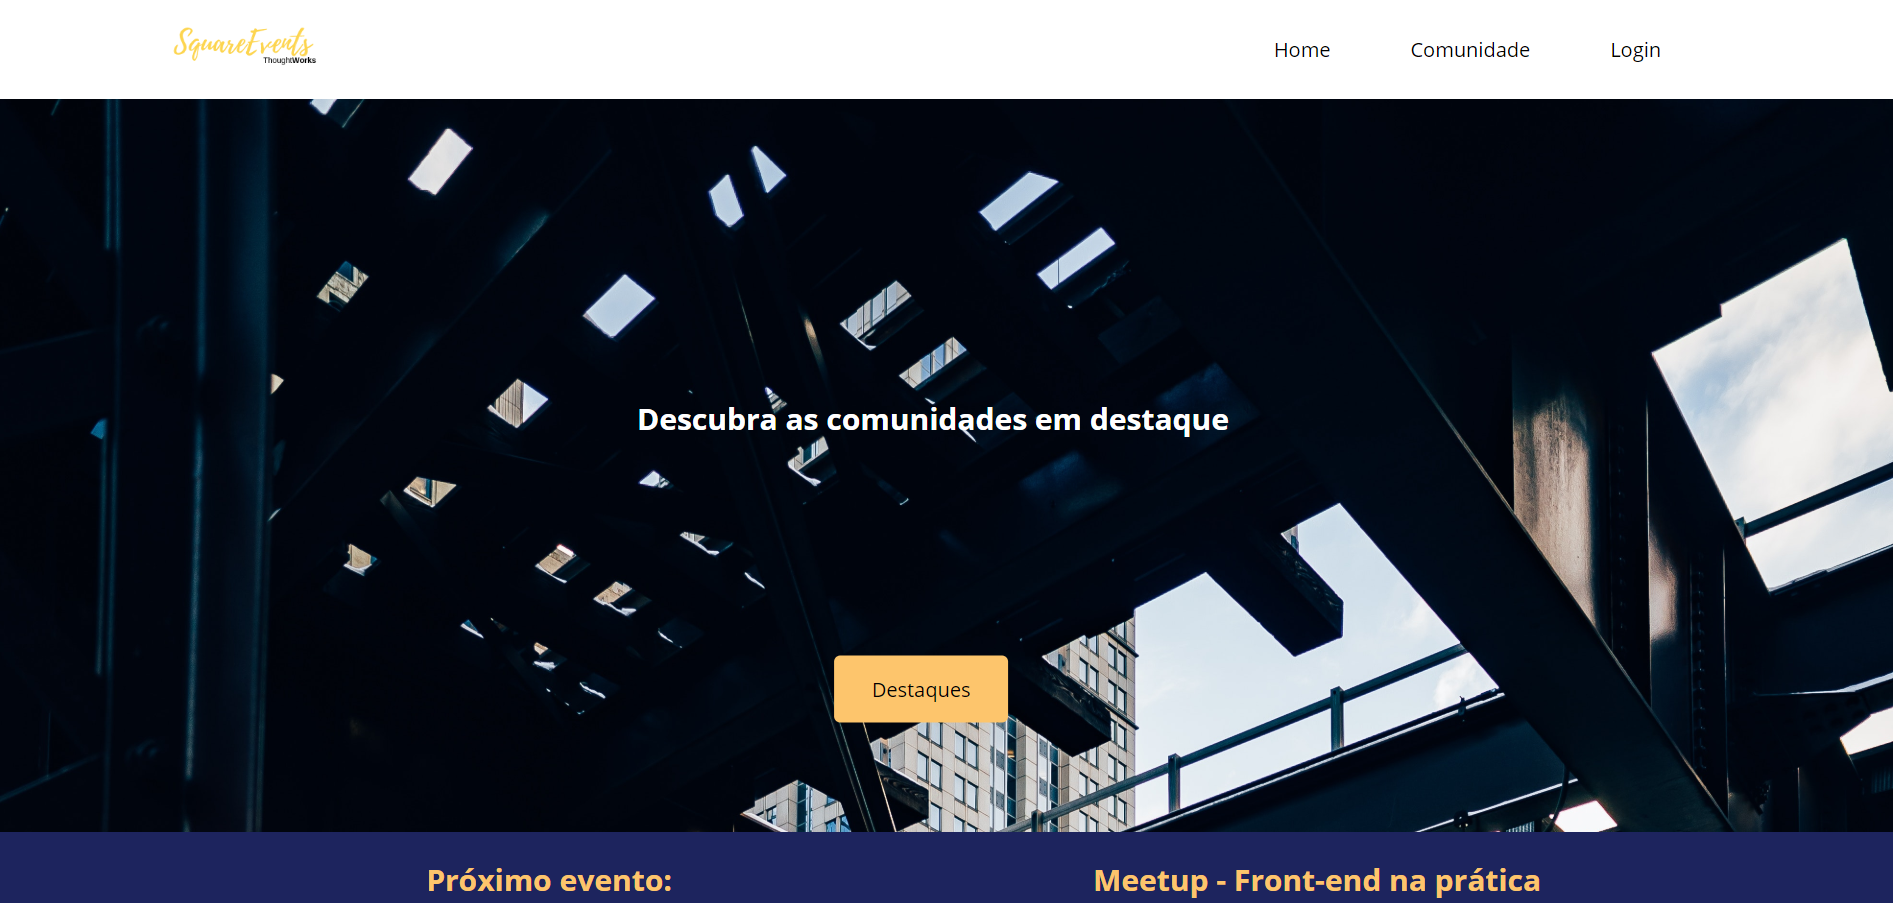 SquareEvents
ThoughtWorks
Home
Comunidade
Login
Descubra as comunidades em destaque
Destaques
Próximo evento:
Meetup - Front-end na prática